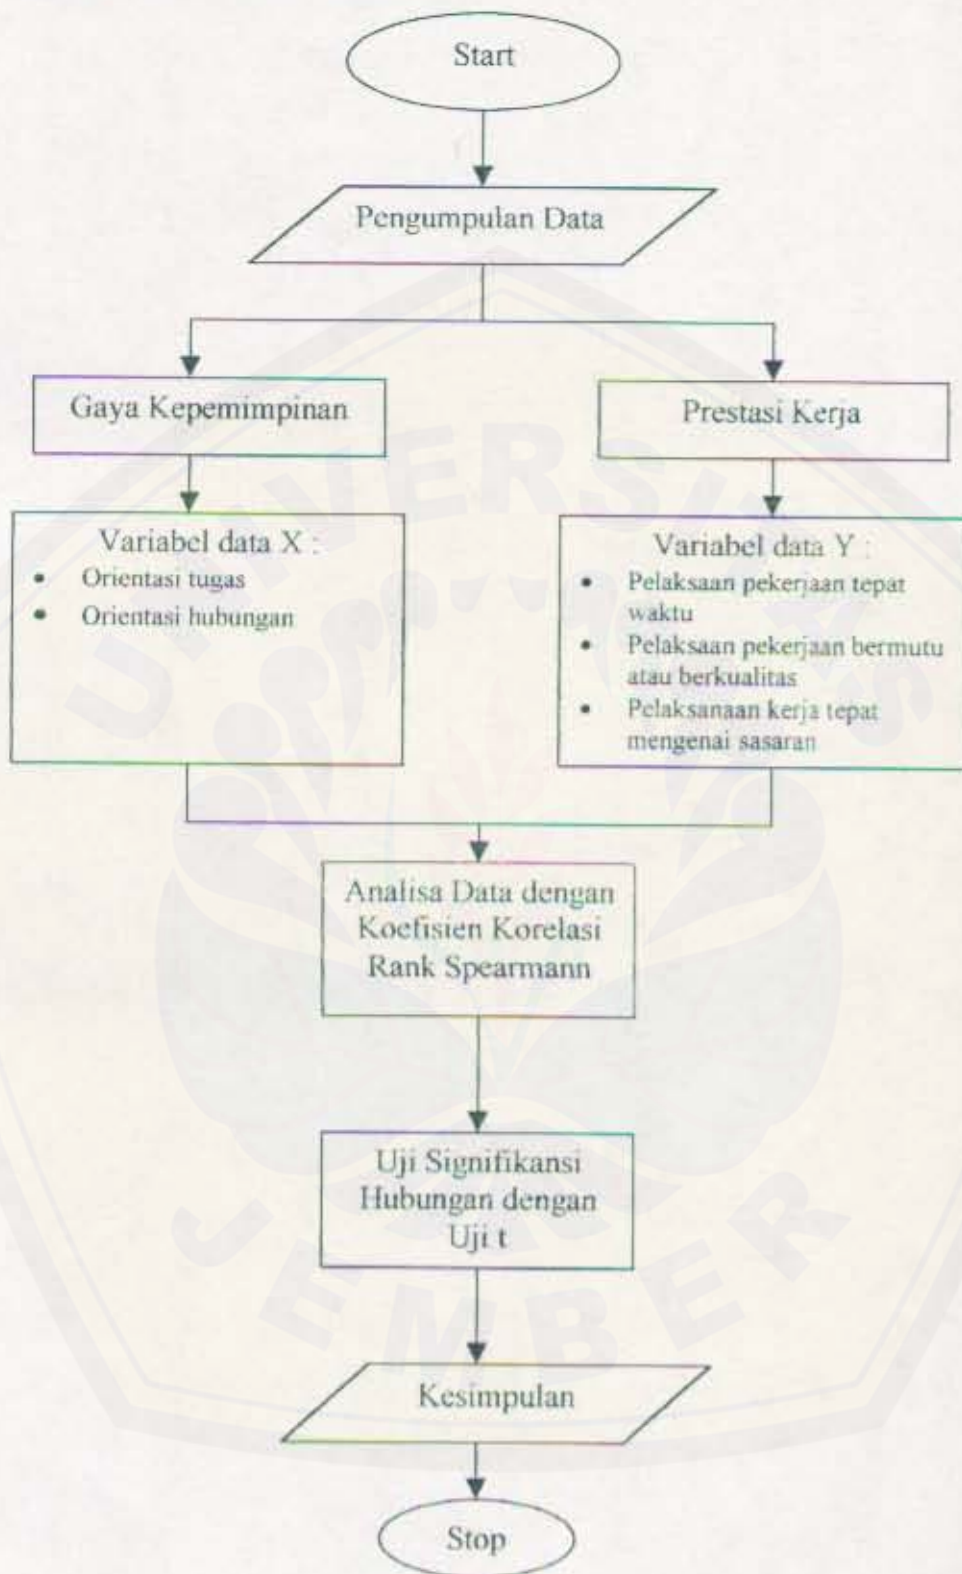 Start
Pengumpulan Data
Gaya Kepemimpinan
Prestasi Kerja
Variabel data X :
• Orientasi tugas
• Orientasi hubungan
Variabel data Y :
• Pelaksaan pekerjaan tepat
waktu
• Pelaksaan pekerjaan bermutu
atau berkualitas
• Pelaksanaan kerja tepat
mengenai sasaran
Analisa Data dengan
Koefisien Korelasi
Rank Spearmann
Uji Signifikansi
Hubungan dengan
Uji t
Kesimpulan
Stop
UNIVERSITAS
JEMBER